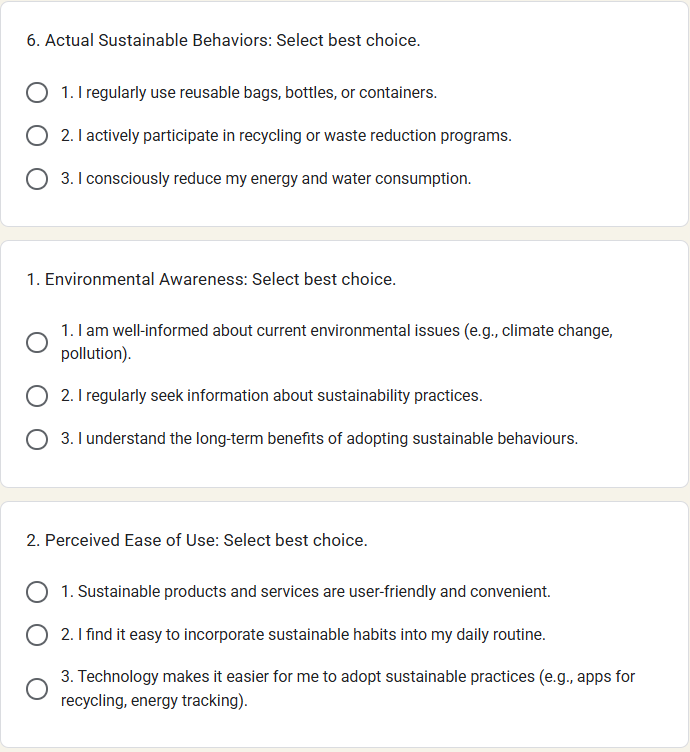 6. Actual Sustainable Behaviors: Select best choice.
1. I regularly use reusable bags, bottles, or containers.
2. I actively participate in recycling or waste reduction programs.
3. I consciously reduce my energy and water consumption.
1. Environmental Awareness: Select best choice.
1. I am well-informed about current environmental issues (e.g., climate change,
pollution).
2. I regularly seek information about sustainability practices.
3. I understand the long-term benefits of adopting sustainable behaviours.
2. Perceived Ease of Use: Select best choice.
1. Sustainable products and services are user-friendly and convenient.
2. I find it easy to incorporate sustainable habits into my daily routine.
3. Technology makes it easier for me to adopt sustainable practices (e.g., apps for
recycling, energy tracking).